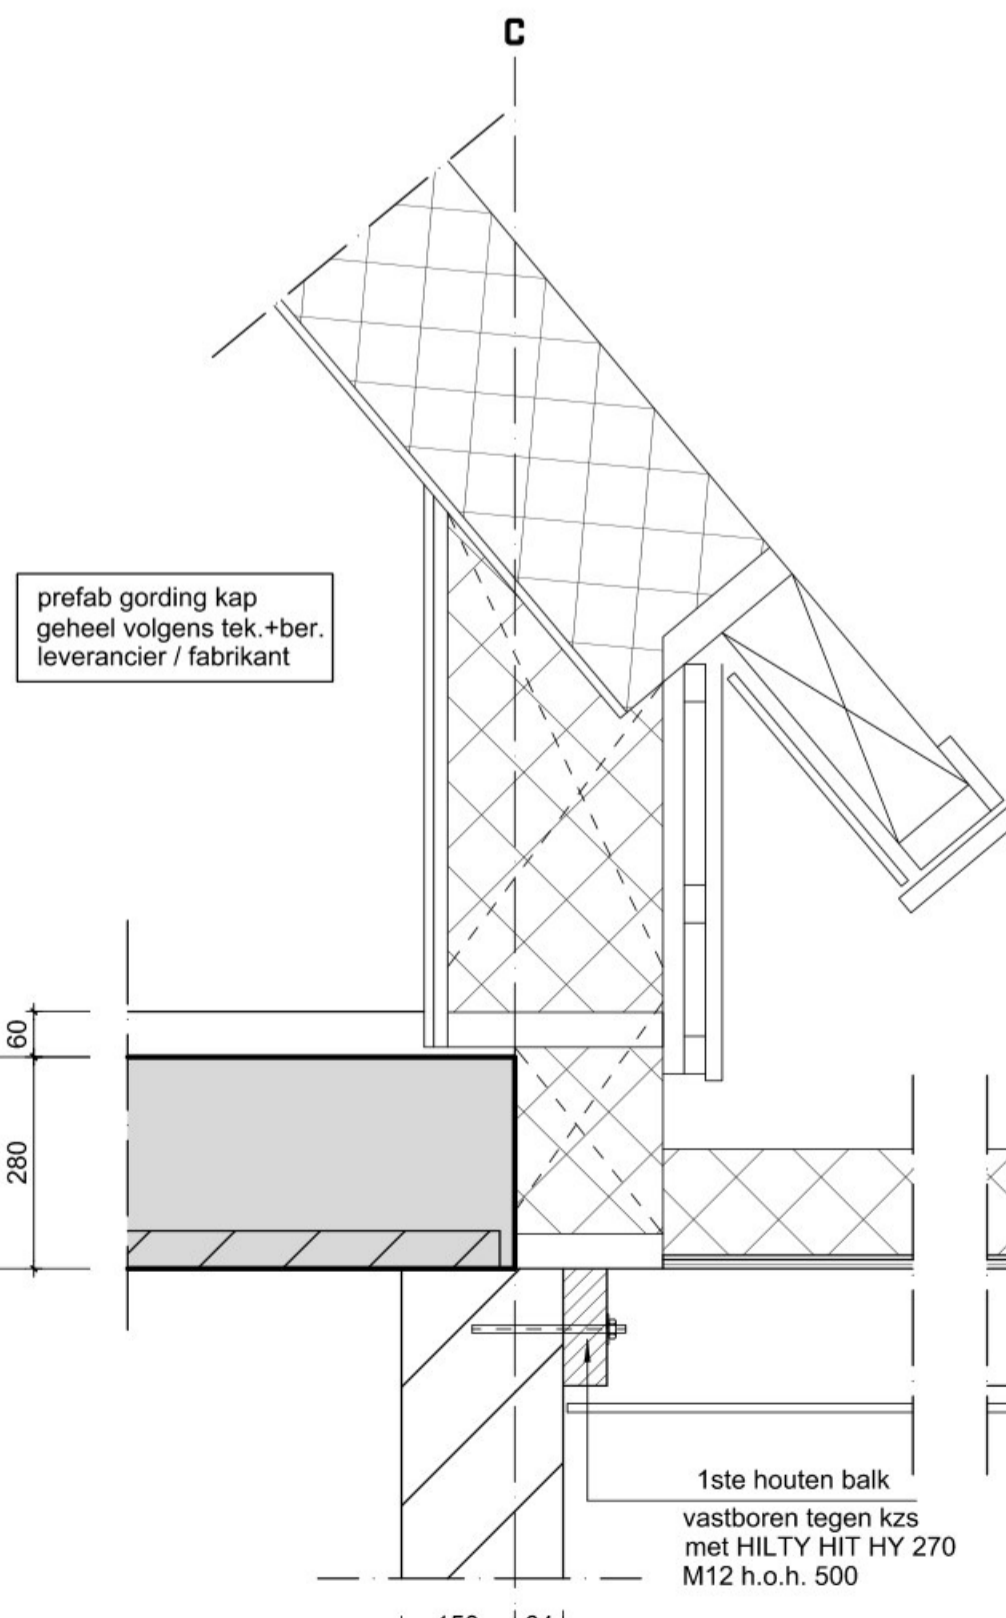 C
prefab gording kap
geheel volgens tek.+ber.
leverancier / fabrikant
60
280
1ste houten balk
vastboren tegen kzs
met HILTY HIT HY 270
M12 h.o.h. 500